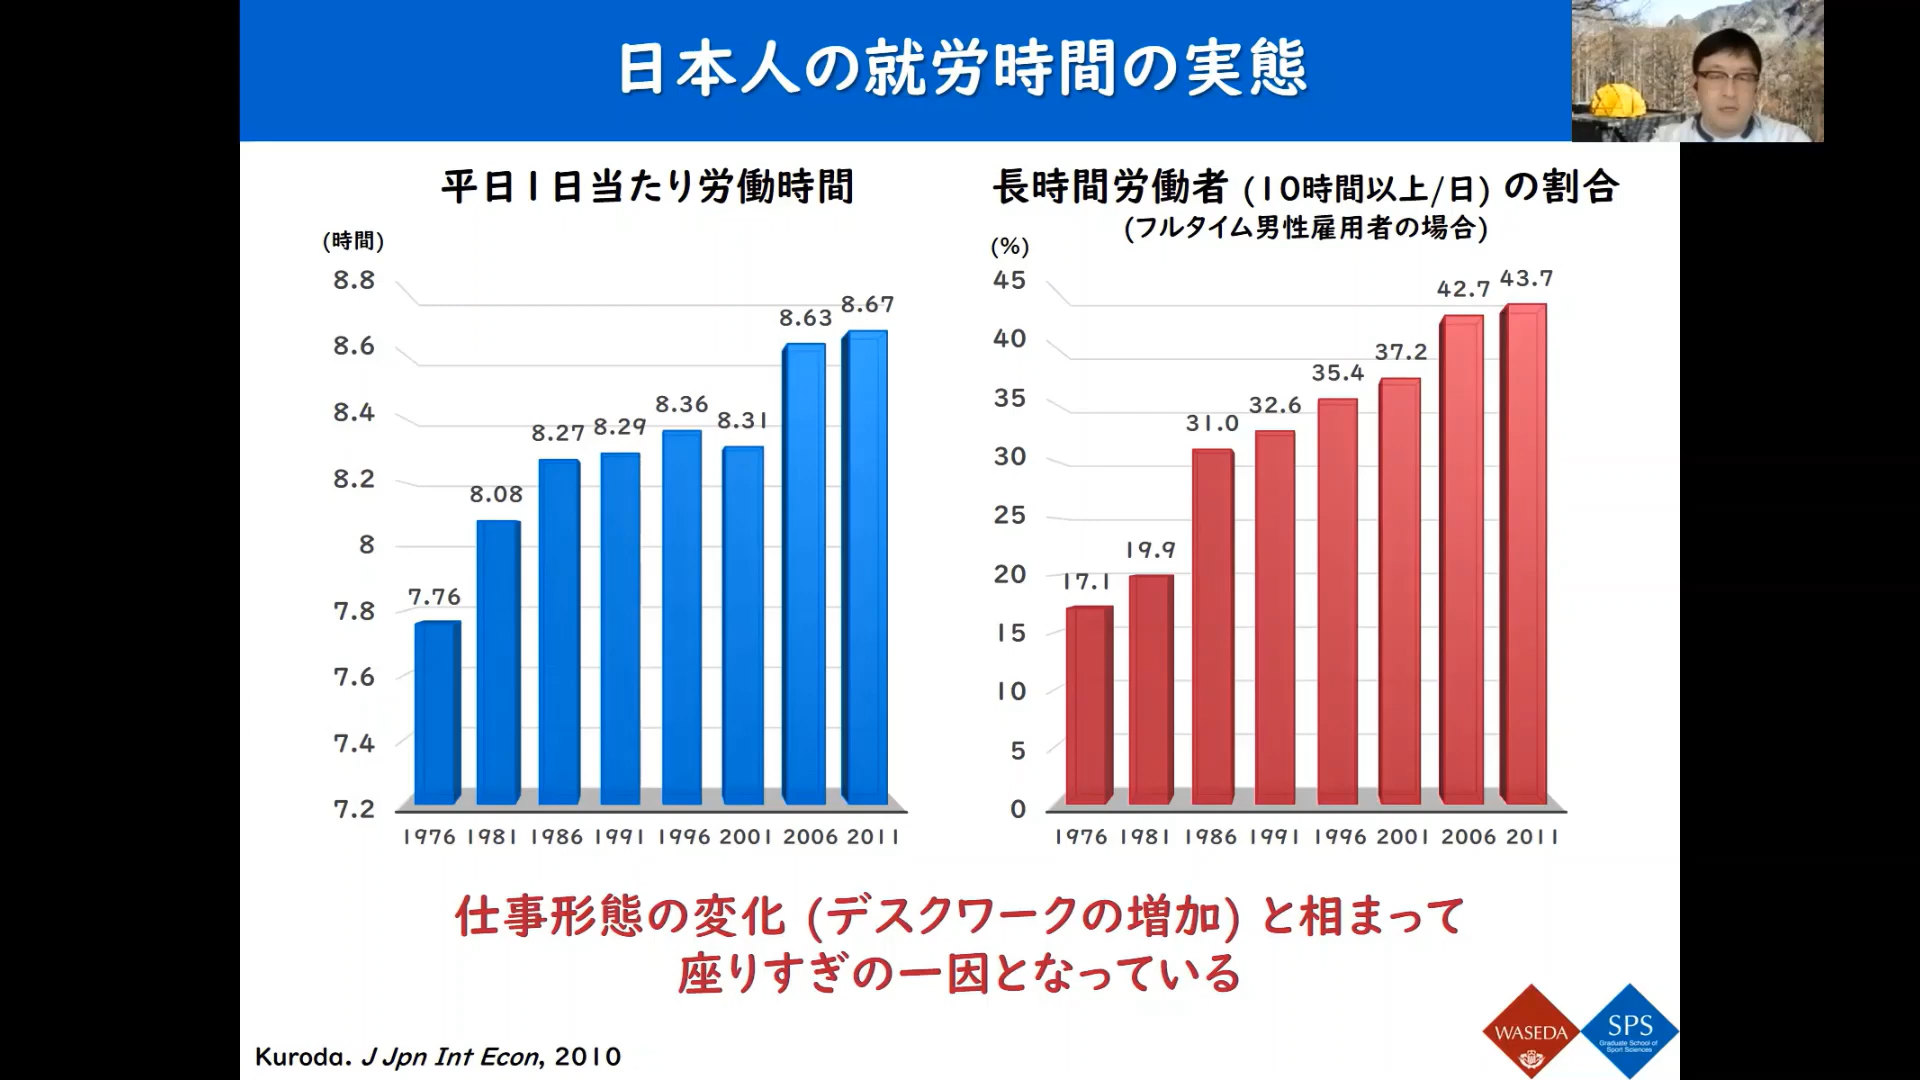 日本人の就労時間の実態
平日1日当たり労働時間
(時間)
8.8
8.6
8.4
8.2
8
7.8
7.6
7.4
7.2
7.76
8.08
8.27
8.29
8.36
8.31
8.63
8.67
1976 1981 1986 1991 1996 2001 2006 2011
長時間労働者 (10時間以上/日) の割合
(フルタイム男性雇用者の場合)
(%)
45
40
35
30
25
20
15
10
5
0
17.1
19.9
31.0
32.6
35.4
37.2
42.7
43.7
1976 1981 1986 1991 1996 2001 2006 2011
仕事形態の変化 (デスクワークの増加) と相まって
座りすぎの一因となっている
Kuroda. J Jpn Int Econ, 2010
WASEDA
SPS
Graduate School of
Sport Sciences